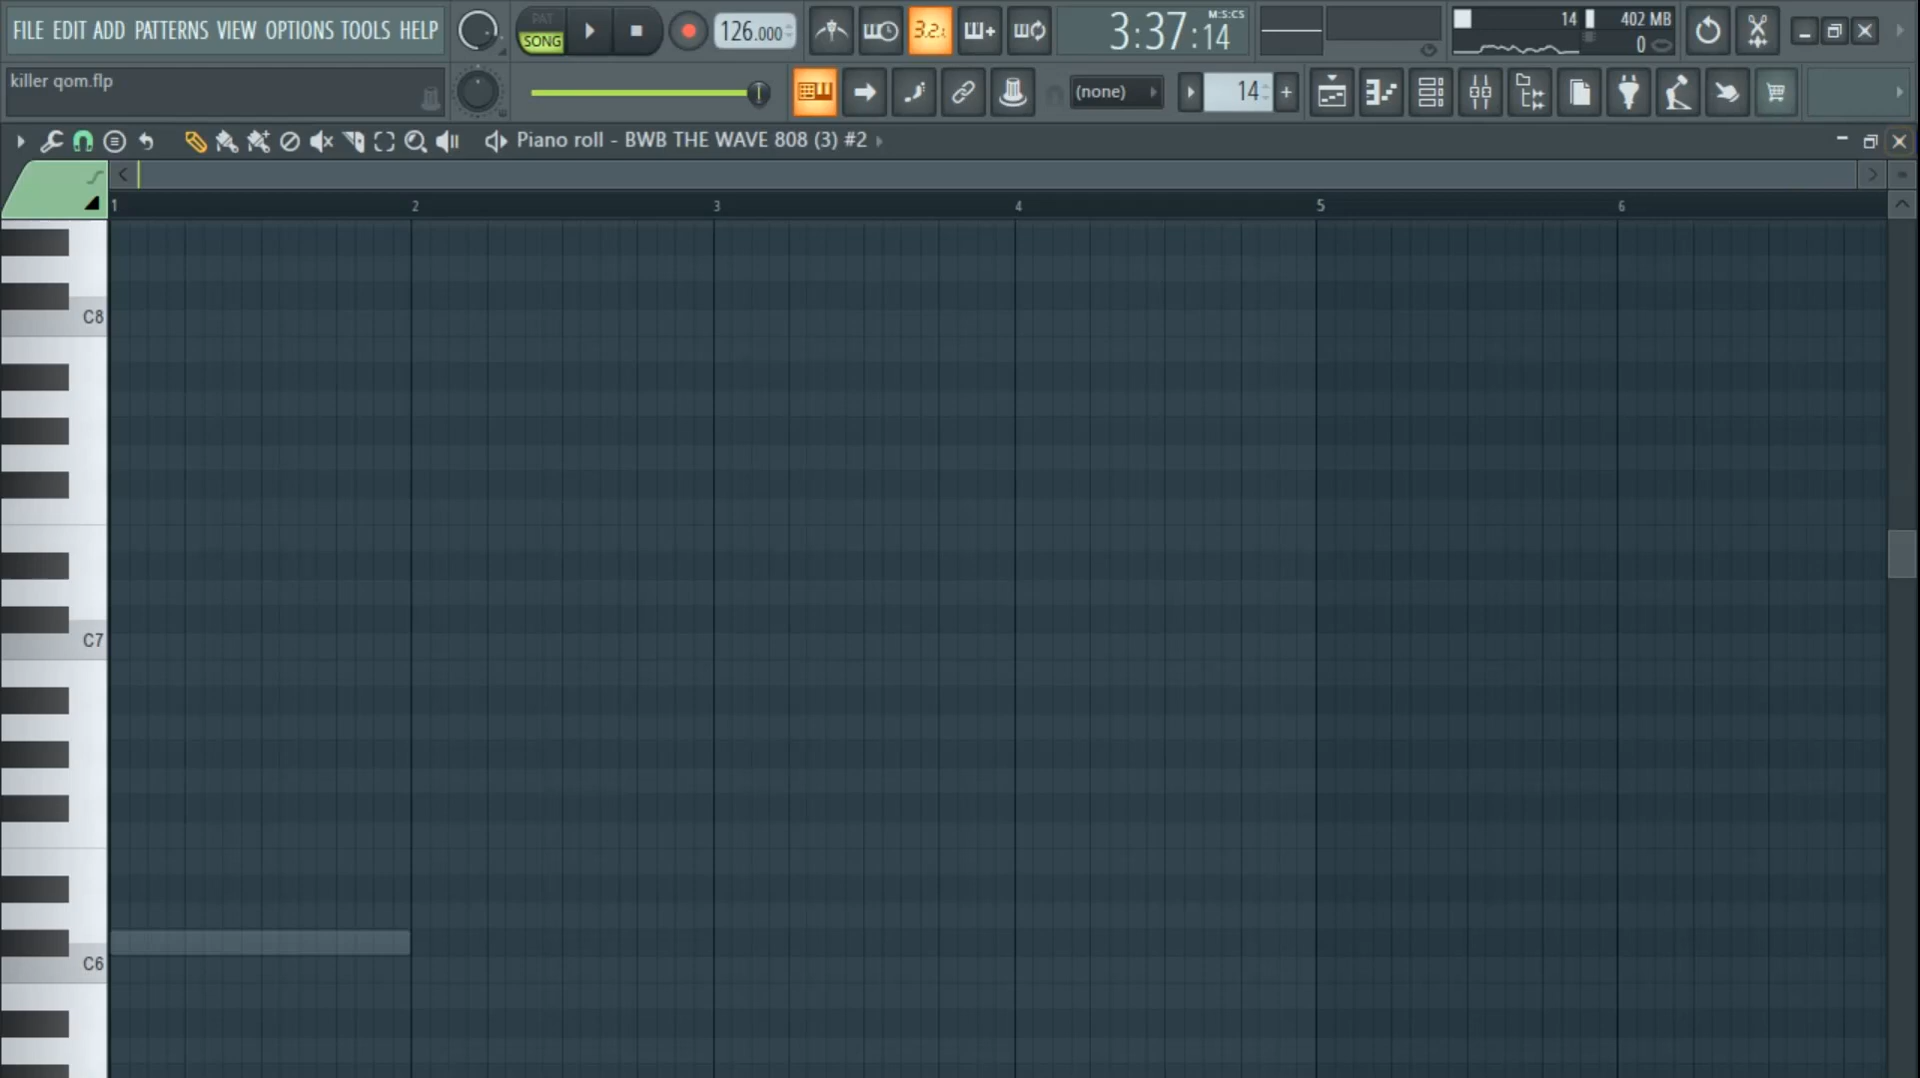 FILE EDIT ADD PATTERNS VIEW OPTIONS TOOLS HELP
PAT
SONG
126.000
3.2.
3:37:14
M:S:CS
14
402 MB
0
killer qom.flp
(none)
14
Piano roll - BWB THE WAVE 808 (3) #2
1 2 3 4 5 6
C8
C7
C6